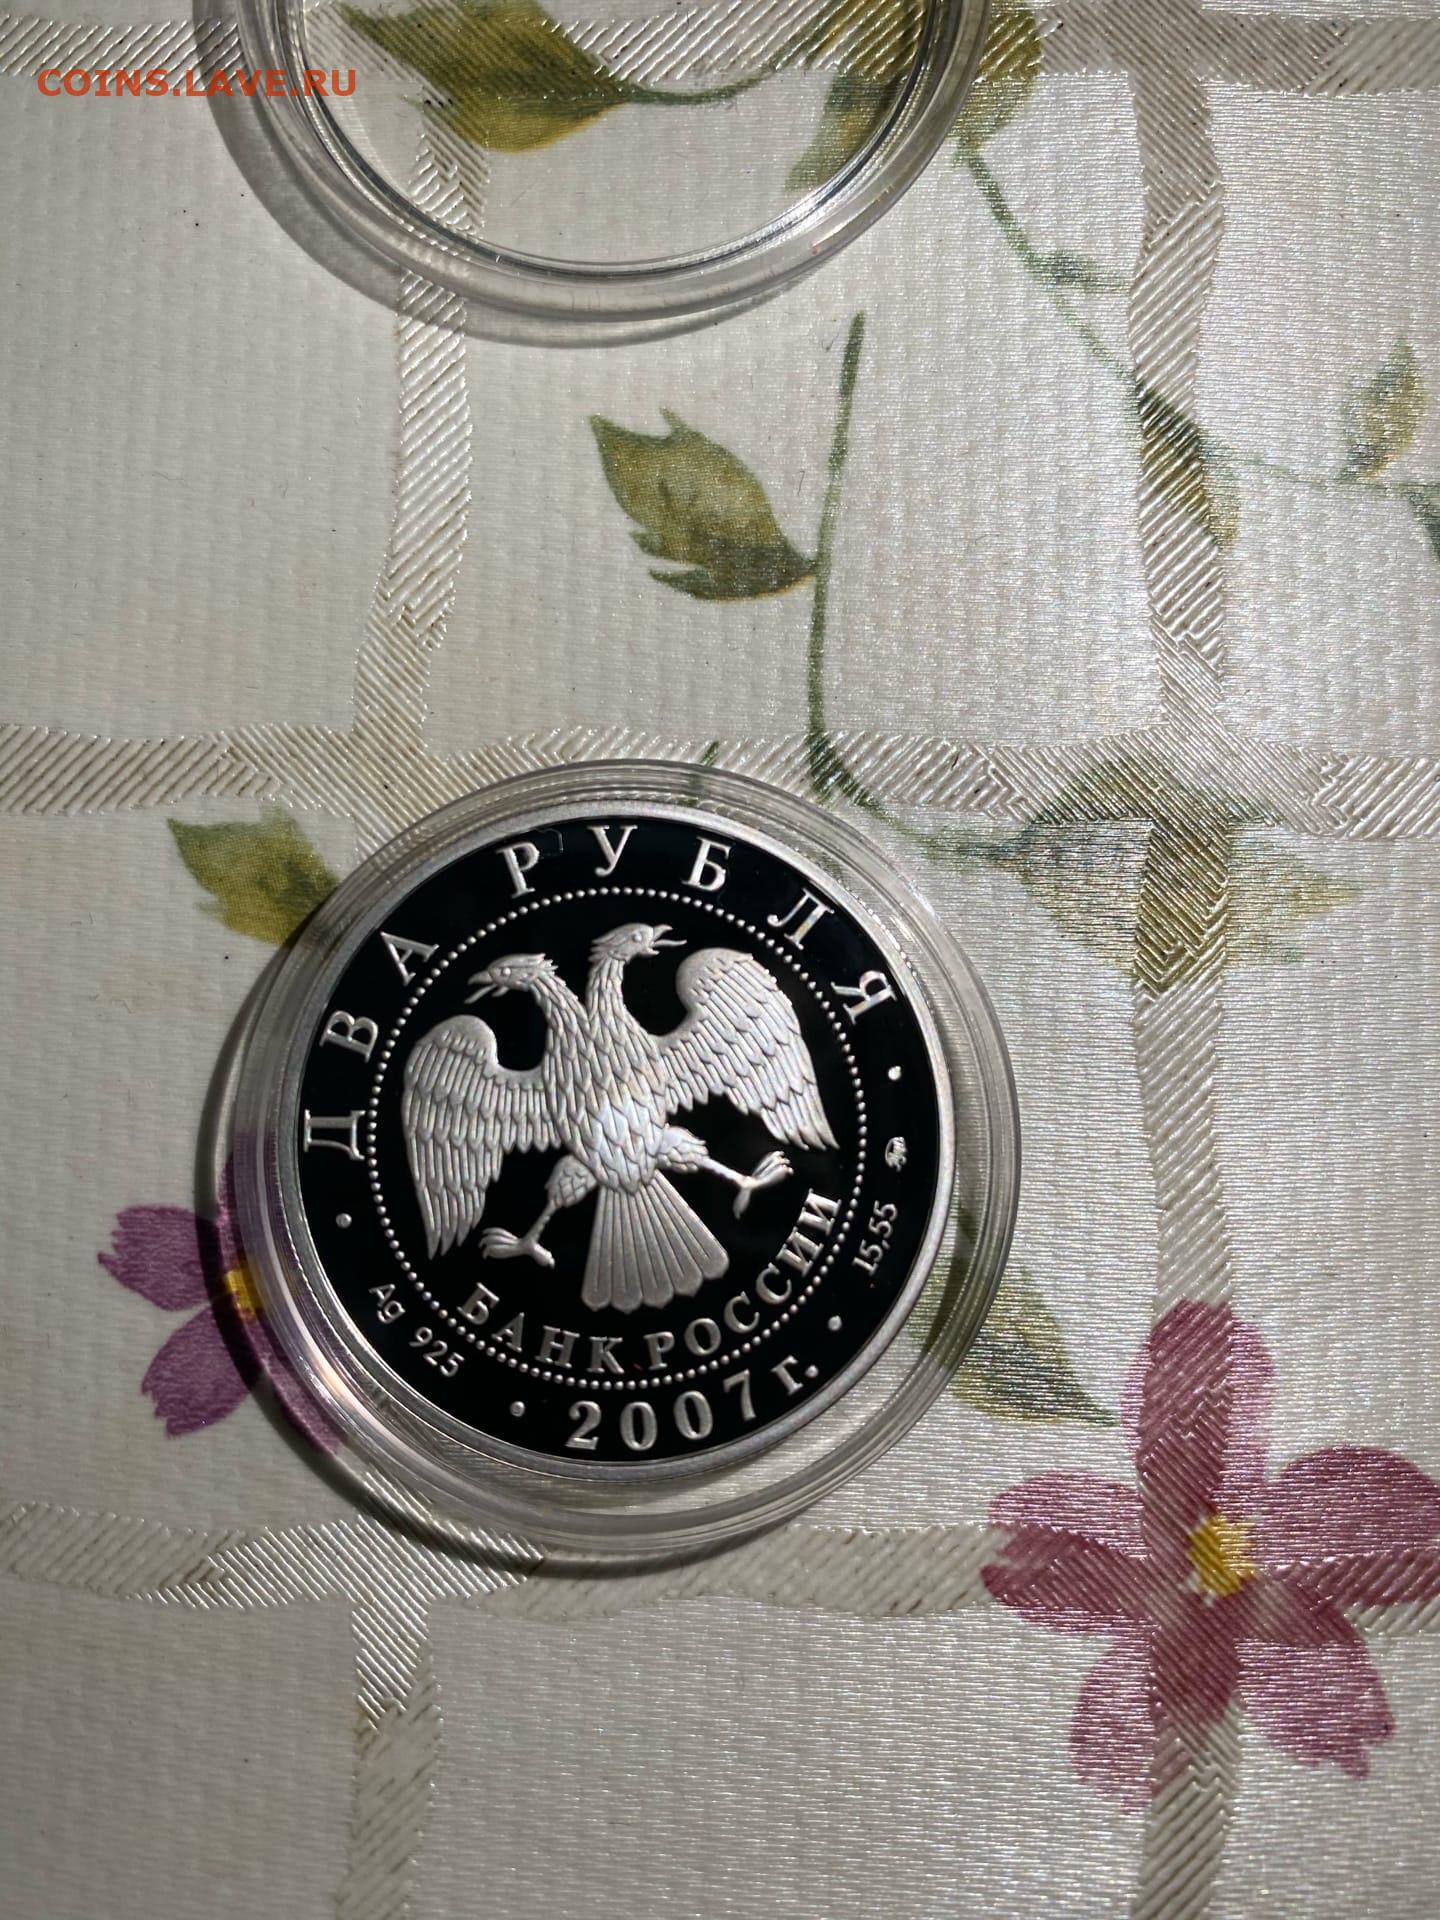 COINS.LAVE.RU
ДВА РУБЛЯ
БАНК РОССИИ
Ag 925
2007 г.
15,55